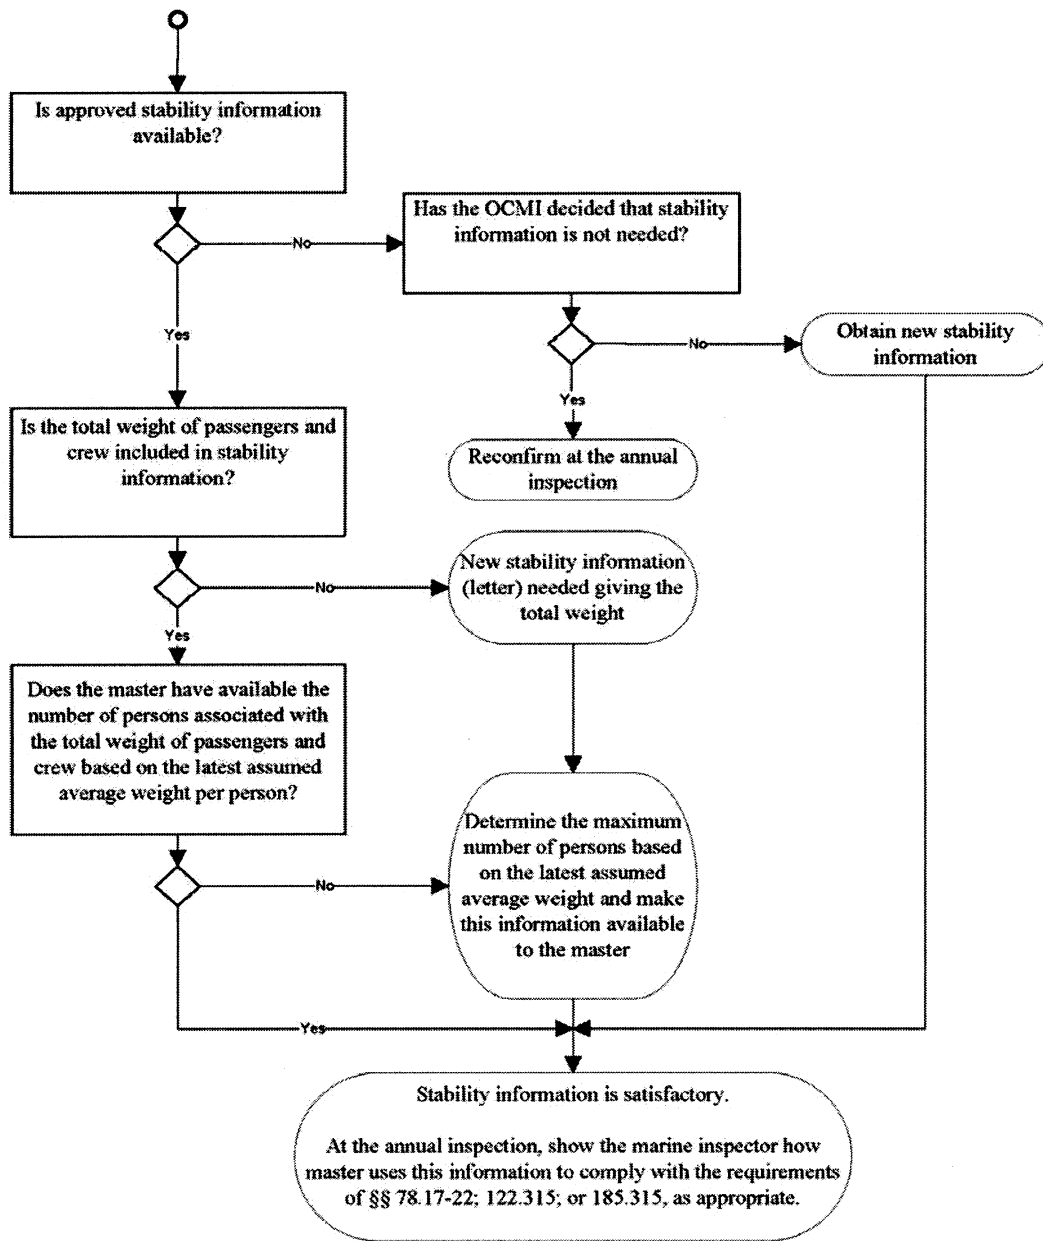 Is approved stability information
available?
Has the OCMI decided that stability
information is not needed?
No
Yes
No
Obtain new stability
information
Yes
Reconfirm at the annual
inspection
Is the total weight of passengers and
crew included in stability
information?
No
New stability information
(letter) needed giving the
total weight
Yes
Does the master have available the
number of persons associated with
the total weight of passengers and
crew based on the latest assumed
average weight per person?
No
Determine the maximum
number of persons based
on the latest assumed
average weight and make
this information available
to the master
Yes
Stability information is satisfactory.
At the annual inspection, show the marine inspector how
master uses this information to comply with the requirements
of §§ 78.17-22; 122.315; or 185.315, as appropriate.